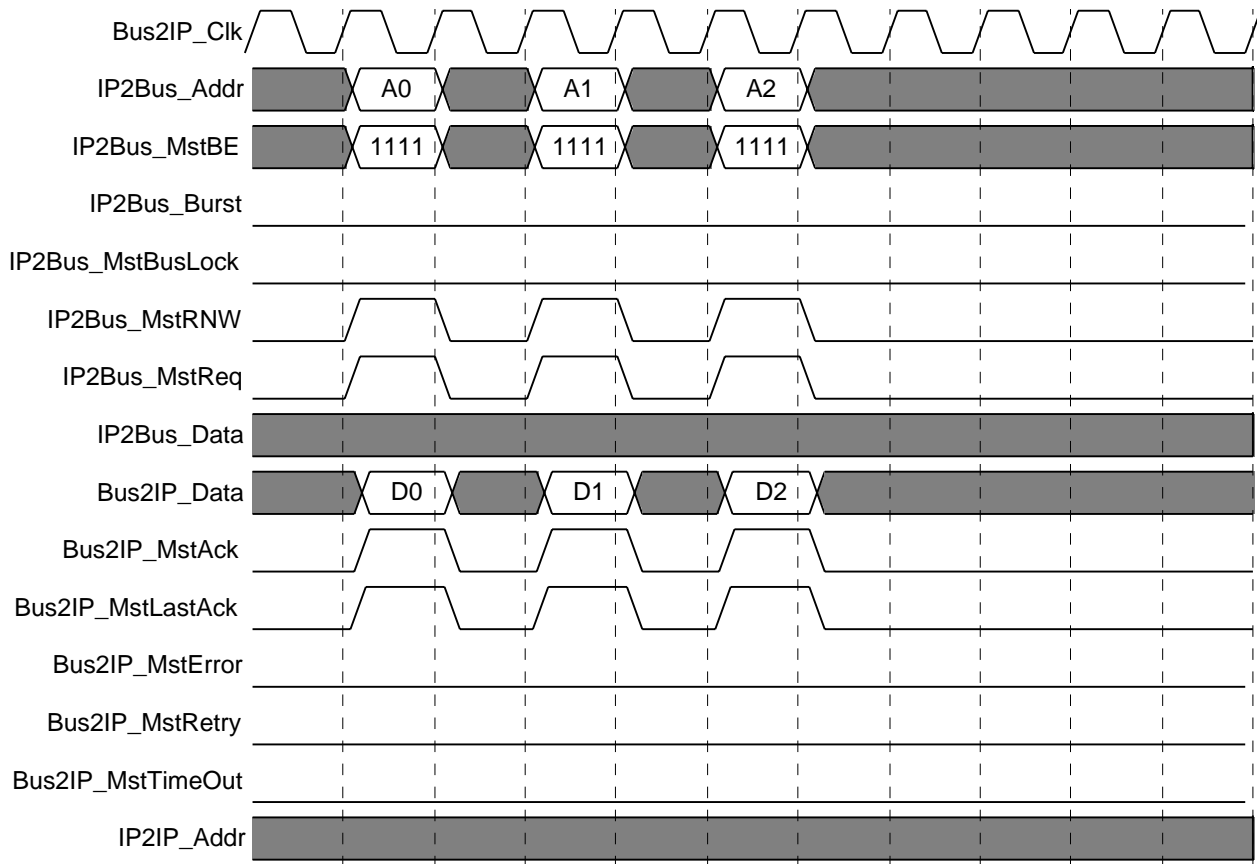 Bus2IP_Clk
IP2Bus_Addr A0 A1 A2
IP2Bus_MstBE 1111 1111 1111
IP2Bus_Burst
IP2Bus_MstBusLock
IP2Bus_MstRNW
IP2Bus_MstReq
IP2Bus_Data
Bus2IP_Data D0 D1 D2
Bus2IP_MstAck
Bus2IP_MstLastAck
Bus2IP_MstError
Bus2IP_MstRetry
Bus2IP_MstTimeOut
IP2IP_Addr